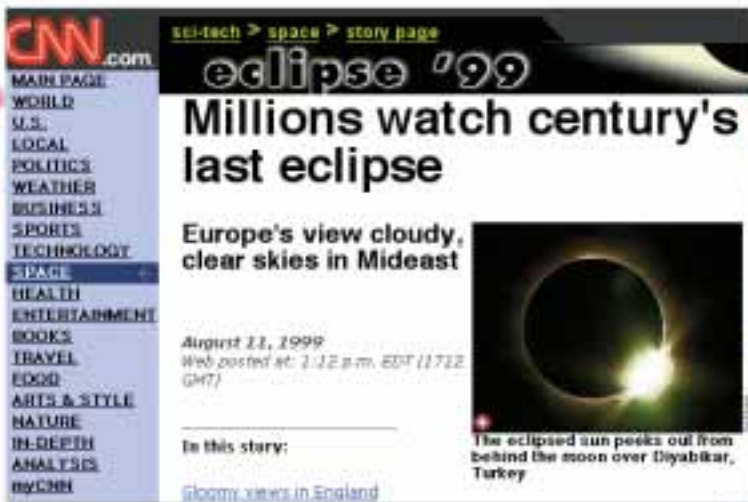 CNN.com
sci-tech > space > story page
eclipse '99
MAIN PAGE
WORLD
U.S.
LOCAL
POLITICS
WEATHER
BUSINESS
SPORTS
TECHNOLOGY
SPACE
HEALTH
ENTERTAINMENT
BOOKS
TRAVEL
FOOD
ARTS & STYLE
NATURE
IN-DEPTH
ANALYSIS
myCNN
Millions watch century's
last eclipse
Europe's view cloudy,
clear skies in Mideast
August 11, 1999
Web posted at: 1:12 p.m. EDT (1712
GMT)
In this story:
Gloomy views in England
The eclipsed sun peeks out from
behind the moon over Diyabikar,
Turkey